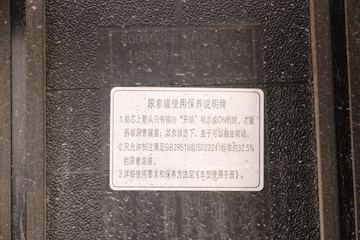 尿素罐使用保养说明牌
1.锁芯上箭头只有指向“开锁”标志或ON档时，才能
拆装尿素罐盖；其余状态下，盖子可以自由转动。
2.只允许加注满足GB29518或ISO22241标准的32.5%
的尿素溶液。
3.详细使用要求和保养方法见《车型使用手册》。